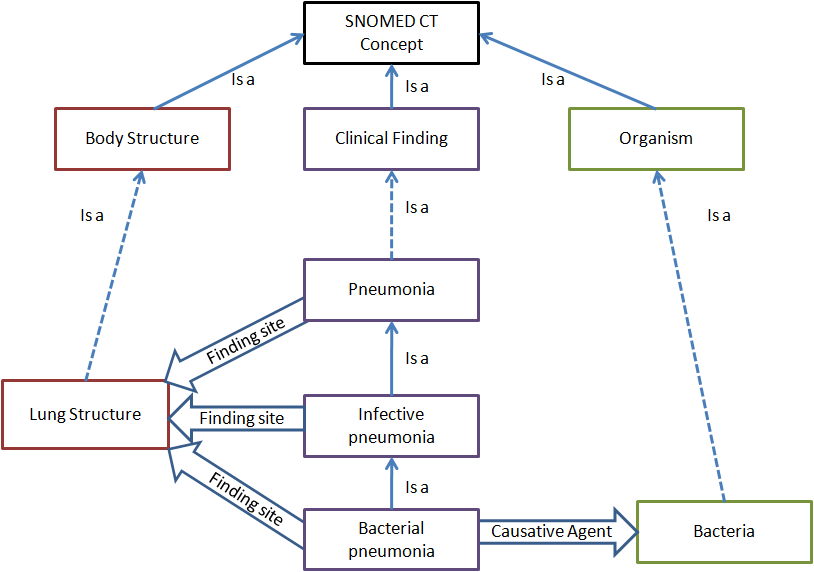 SNOMED CT
Concept
Is a
Is a
Is a
Body Structure
Clinical Finding
Organism
Is a
Is a
Is a
Pneumonia
Finding site
Is a
Lung Structure
Finding site
Infective
pneumonia
Finding site
Is a
Bacterial
pneumonia
Causative Agent
Bacteria